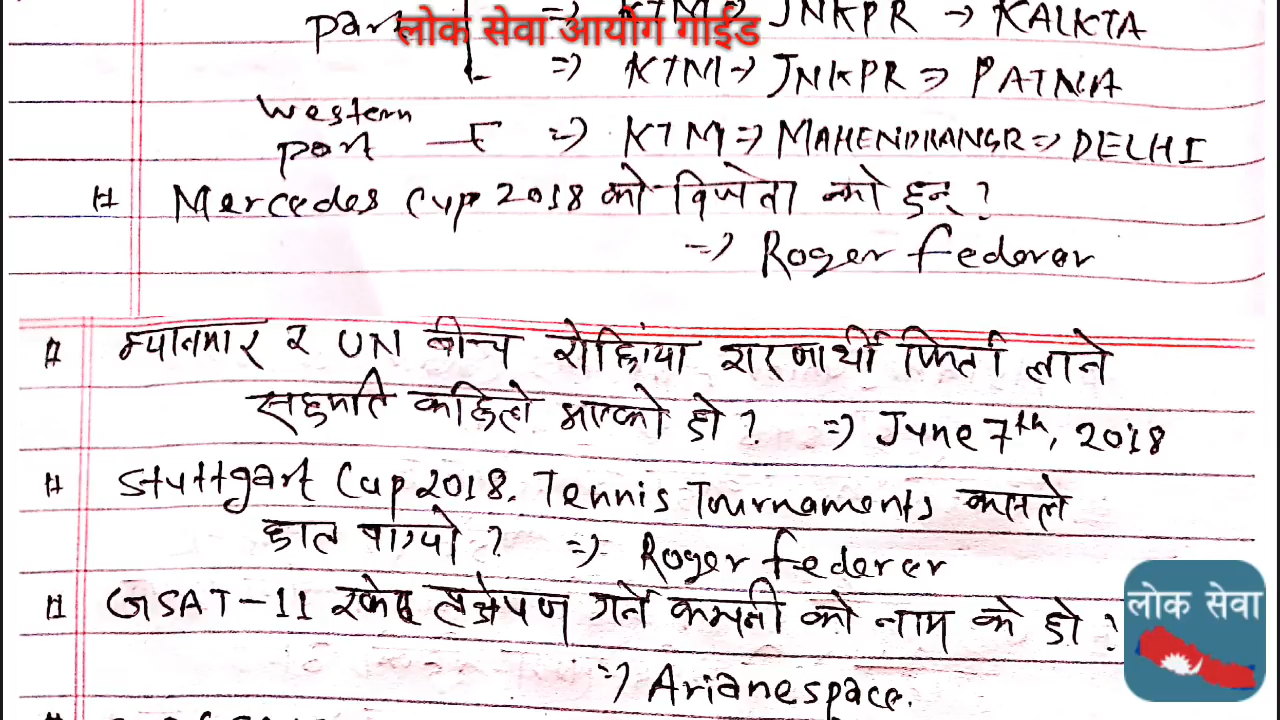 part ⇒ KTM → JNKPR → KALKTA
लोक सेवा आयोग गाईड
⇒ KTM → JNKPR ⇒ PATNA
western
part ⇒ KTM ⇒ MAHENDRANGR ⇒ DELHI
# Mercedes Cup 2018 को विजेता को हुन् ?
⇒ Roger Federer
# म्यानमार र UN बीच रोहिंग्या शरणार्थी फिर्ता लाने
सहमति कहिले भएको हो ? ⇒ June 7th, 2018
# Stuttgart Cup 2018. Tennis Tournaments कसले
हात पार्‍यो ? ⇒ Roger Federer
# GSAT-11 रकेट प्रक्षेपण गर्ने कम्पनी को नाम के हो ?
⇒ Arianespace.
लोक सेवा